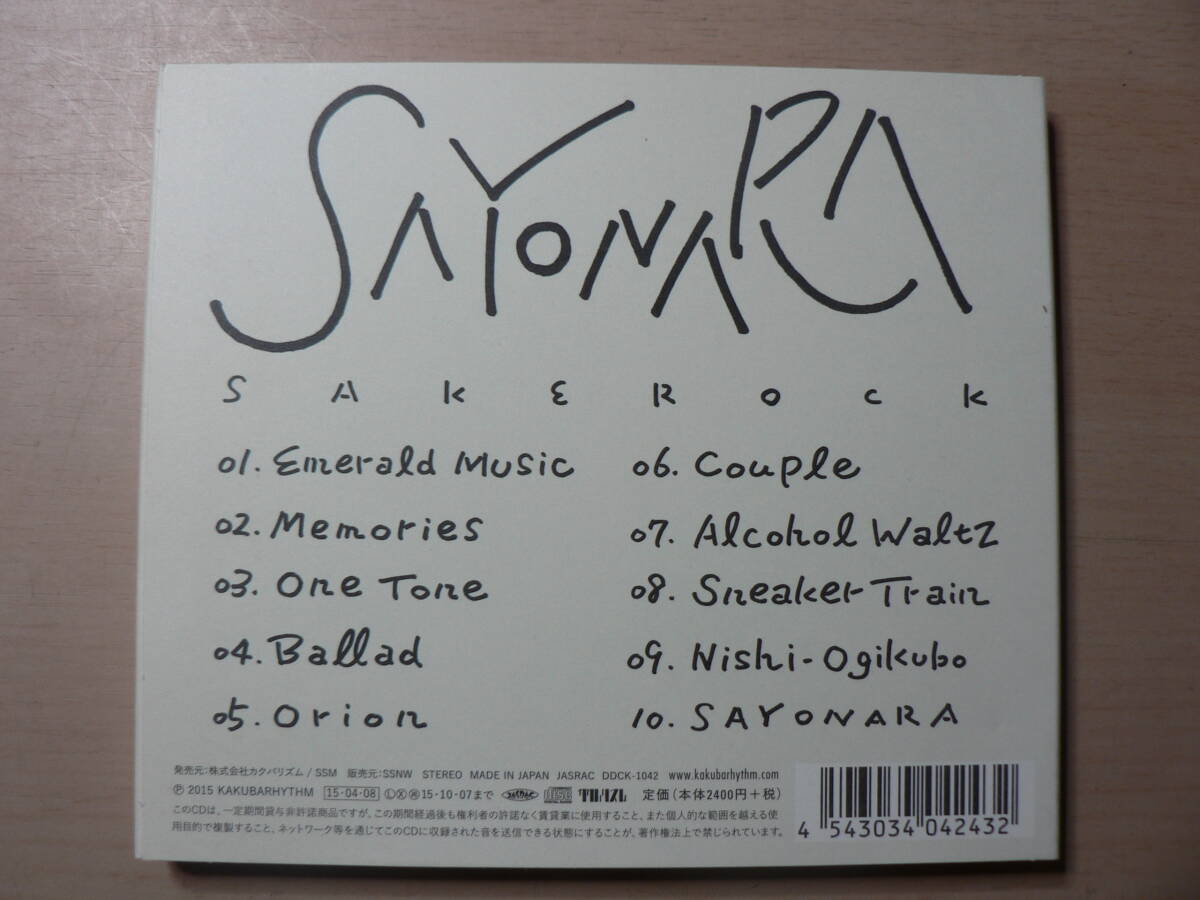 SAYONARA
SAKEROCK
01. Emerald Music
02. Memories
03. One Tone
04. Ballad
05. Orion
06. Couple
07. Alcohol Waltz
08. Sneaker Train
09. Nishi-Ogikubo
10. SAYONARA
発売元:株式会社カクバリズム / SSM 販売元:SSNW STEREO MADE IN JAPAN JASRAC DDCK-1042 www.kakubarhythm.com
Ⓟ 2015 KAKUBARHYTHM 15·04·08 Ⓛ Ⓧ 15-10-07まで JASRAC 定価(本体2400円+税)
このCDは、一定期間貸与非許諾商品ですが、この期間経過後も権利者の許諾なく賃貸業に使用すること、また個人的な範囲を越える使
用目的で複製すること、ネットワーク等を通じてこのCDに収録された音を送信できる状態にすることが、著作権法上で禁じられています。
4 543034 042432